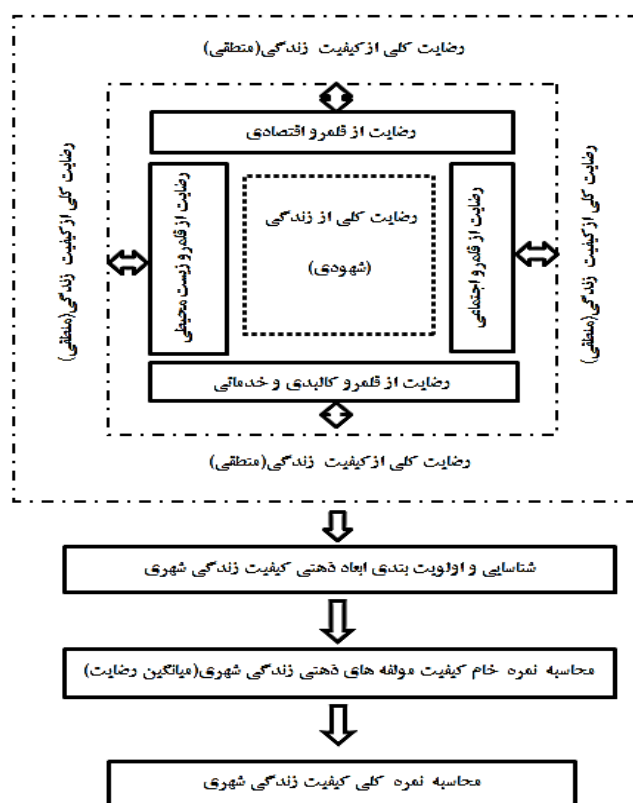 رضایت کلی از کیفیت زندگی(منطقی)
رضایت از قلمرو اقتصادی
رضایت کلی از کیفیت زندگی(منطقی)
رضایت از قلمرو اجتماعی
رضایت کلی از زندگی
(شهودی)
رضایت از قلمرو زیست محیطی
رضایت کلی از کیفیت زندگی(منطقی)
رضایت از قلمرو کالبدی و خدماتی
رضایت کلی از کیفیت زندگی(منطقی)
شناسایی و اولویت بندی ابعاد ذهنی کیفیت زندگی شهری
محاسبه نمره خام کیفیت مولفه های ذهنی زندگی شهری(میانگین رضایت)
محاسبه نمره کلی کیفیت زندگی شهری